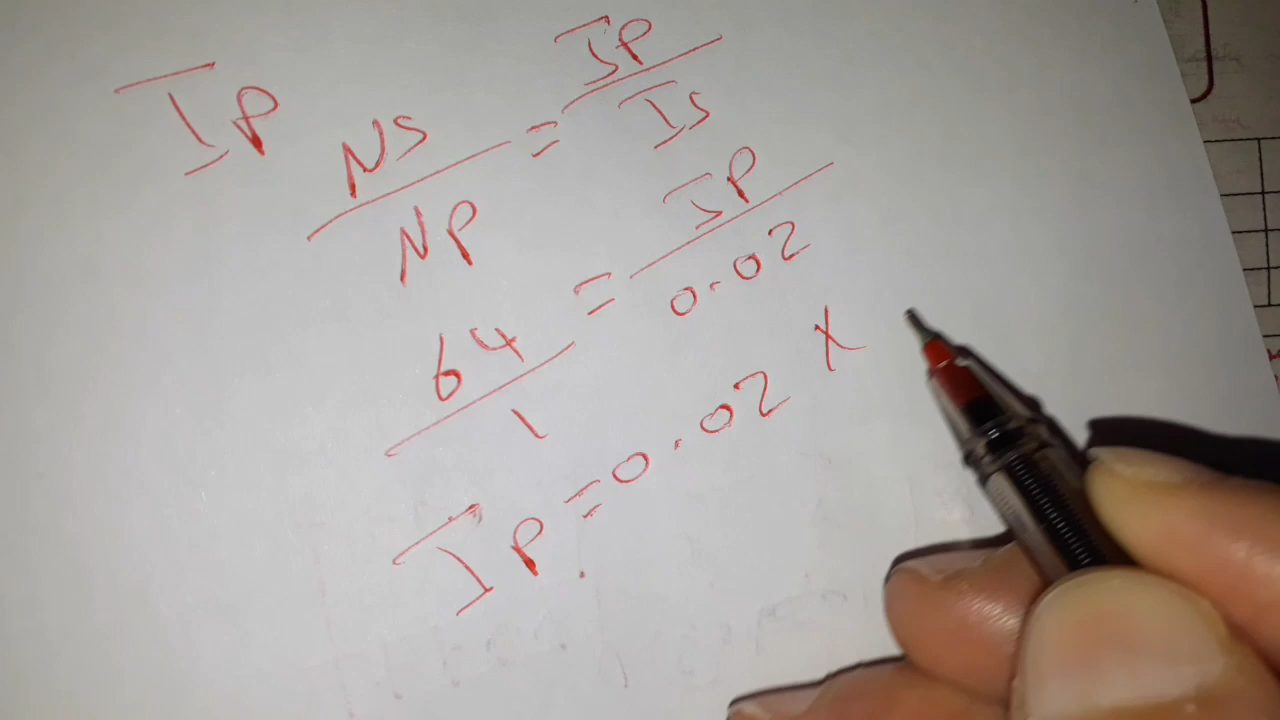 IP
NS/NP = IP/IS
64/1 = IP/0.02
IP = 0.02 x